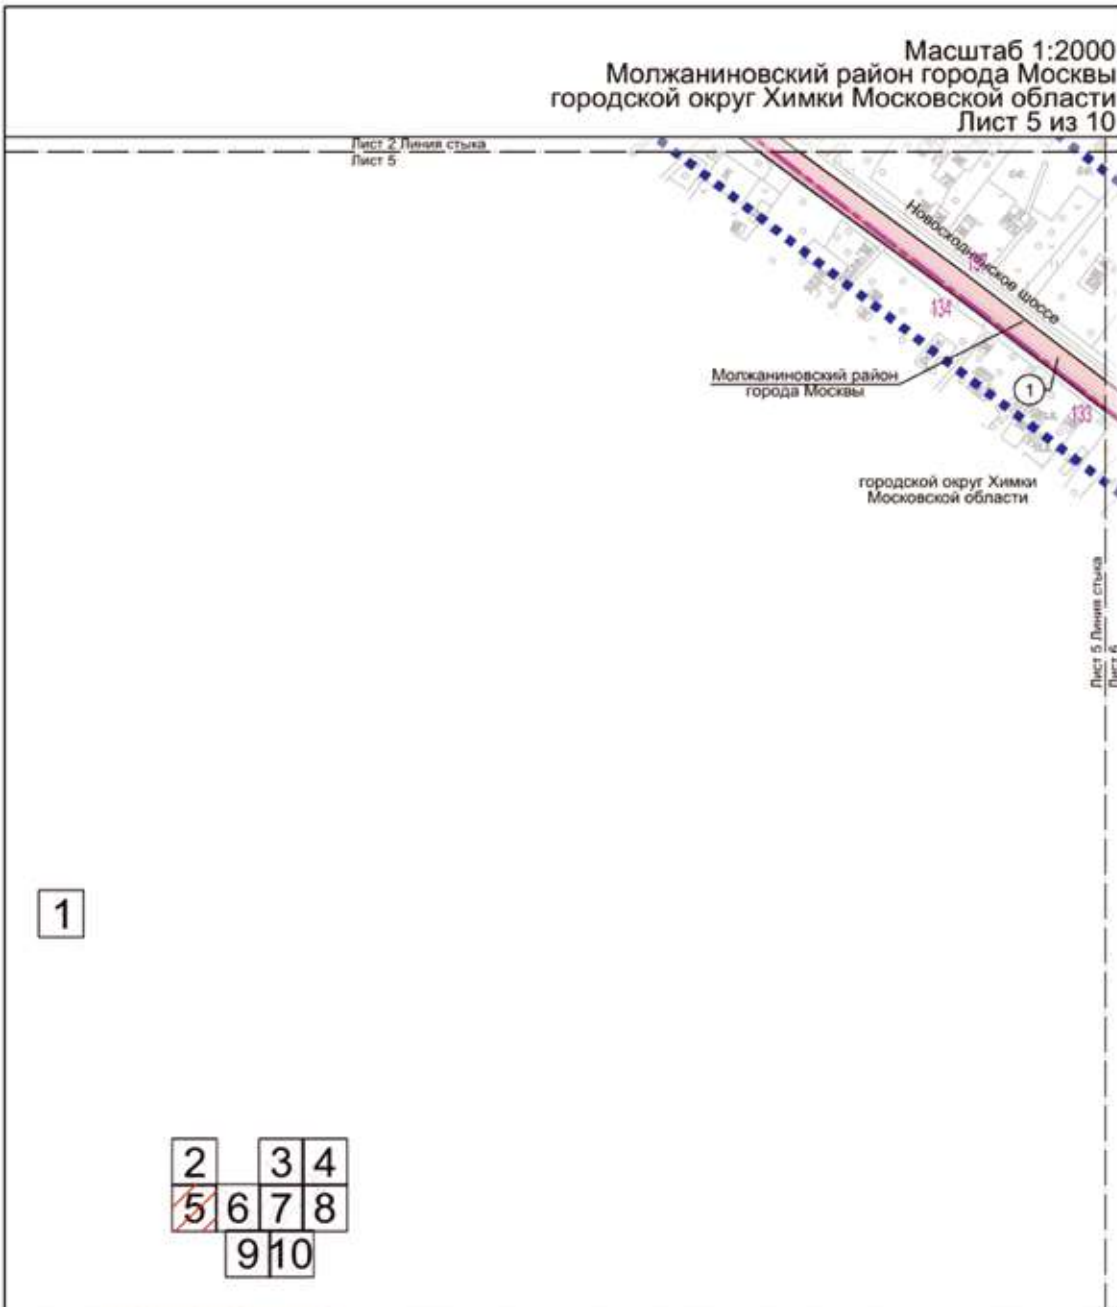 Масштаб 1:2000
Молжаниновский район города Москвы
городской округ Химки Московской области
Лист 5 из 10
Лист 2 Линия стыка
Лист 5
Новосходненское шоссе
134
Молжаниновский район
города Москвы
1
133
городской округ Химки
Московской области
Лист 5 Линия стыка
Лист 6
1
2 3 4
5 6 7 8
9 10